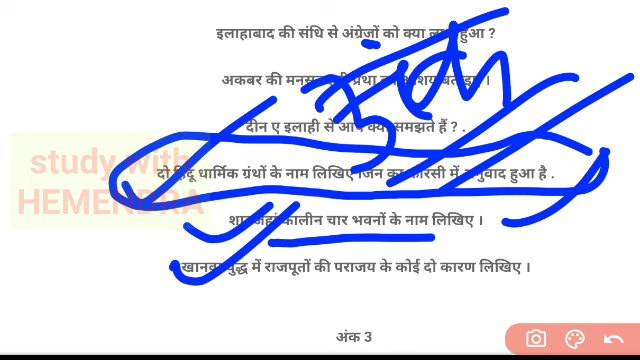 इलाहाबाद की संधि से अंग्रेजों को क्या हुआ ?
अकबर की प्रथा
दीन ए इलाही से आप क्या समझते हैं ? .
दो हिंदू धार्मिक ग्रंथों के नाम लिखिए जिन का फारसी में अनुवाद हुआ है .
शाहजहां कालीन चार भवनों के नाम लिखिए ।
खानवा युद्ध में राजपूतों की पराजय के कोई दो कारण लिखिए ।
अंक 3
study with
HEMENDRA